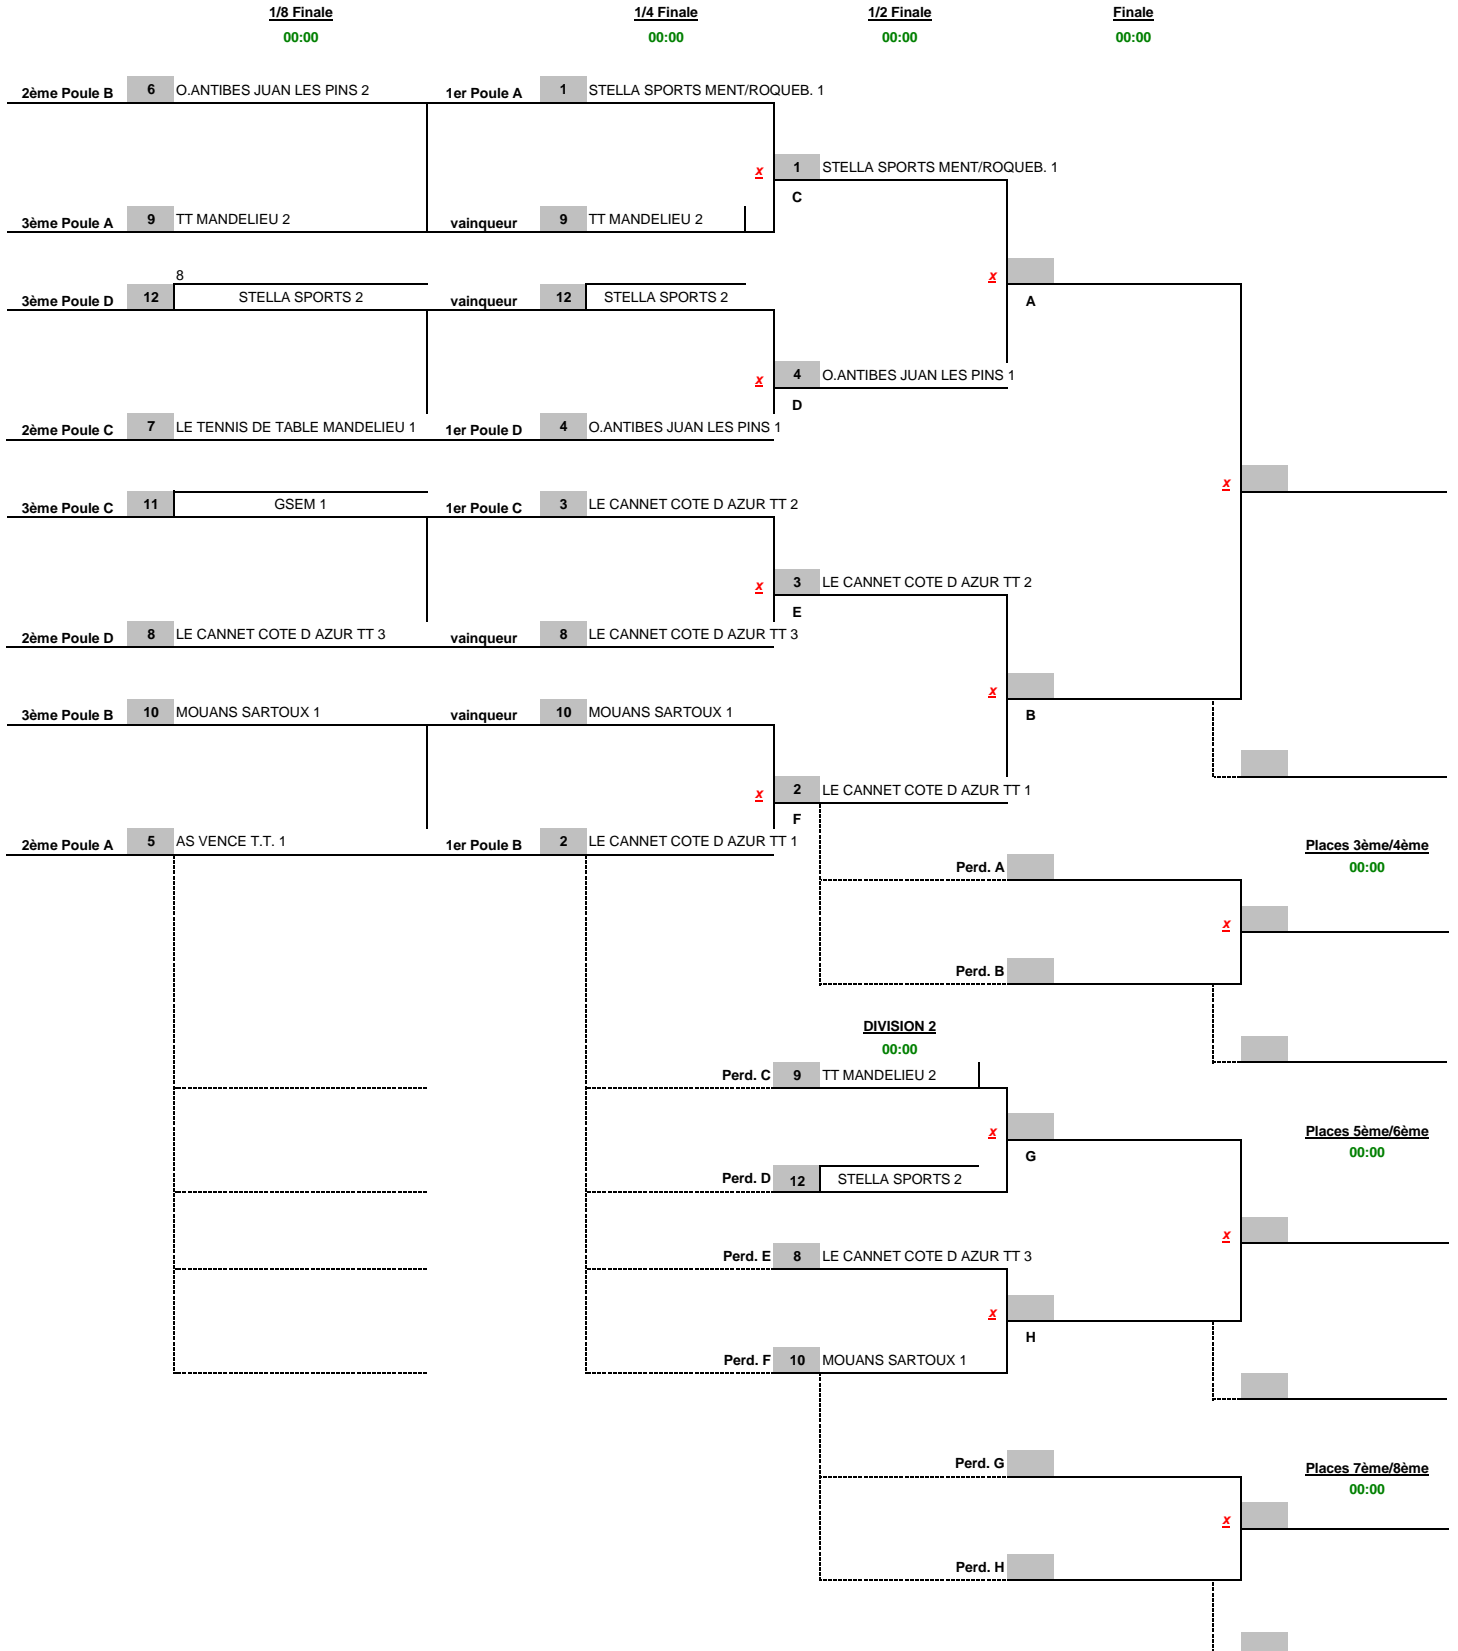 1/8 Finale 1/4 Finale 1/2 Finale Finale
00:00 00:00 00:00 00:00
2ème Poule B 6 O.ANTIBES JUAN LES PINS 2 1er Poule A 1 STELLA SPORTS MENT/ROQUEB. 1
x 1 STELLA SPORTS MENT/ROQUEB. 1
C
3ème Poule A 9 TT MANDELIEU 2 vainqueur 9 TT MANDELIEU 2
8
x
3ème Poule D 12 STELLA SPORTS 2 vainqueur 12 STELLA SPORTS 2 A
x 4 O.ANTIBES JUAN LES PINS 1
D
2ème Poule C 7 LE TENNIS DE TABLE MANDELIEU 1 1er Poule D 4 O.ANTIBES JUAN LES PINS 1
x
3ème Poule C 11 GSEM 1 1er Poule C 3 LE CANNET COTE D AZUR TT 2
x 3 LE CANNET COTE D AZUR TT 2
E
2ème Poule D 8 LE CANNET COTE D AZUR TT 3 vainqueur 8 LE CANNET COTE D AZUR TT 3
x
3ème Poule B 10 MOUANS SARTOUX 1 vainqueur 10 MOUANS SARTOUX 1 B
x 2 LE CANNET COTE D AZUR TT 1
F
2ème Poule A 5 AS VENCE T.T. 1 1er Poule B 2 LE CANNET COTE D AZUR TT 1 Places 3ème/4ème
Perd. A 00:00
x
Perd. B
DIVISION 2
00:00
Perd. C 9 TT MANDELIEU 2
x Places 5ème/6ème
G 00:00
Perd. D 12 STELLA SPORTS 2
x
Perd. E 8 LE CANNET COTE D AZUR TT 3
x
H
Perd. F 10 MOUANS SARTOUX 1
Perd. G Places 7ème/8ème
00:00
x
Perd. H